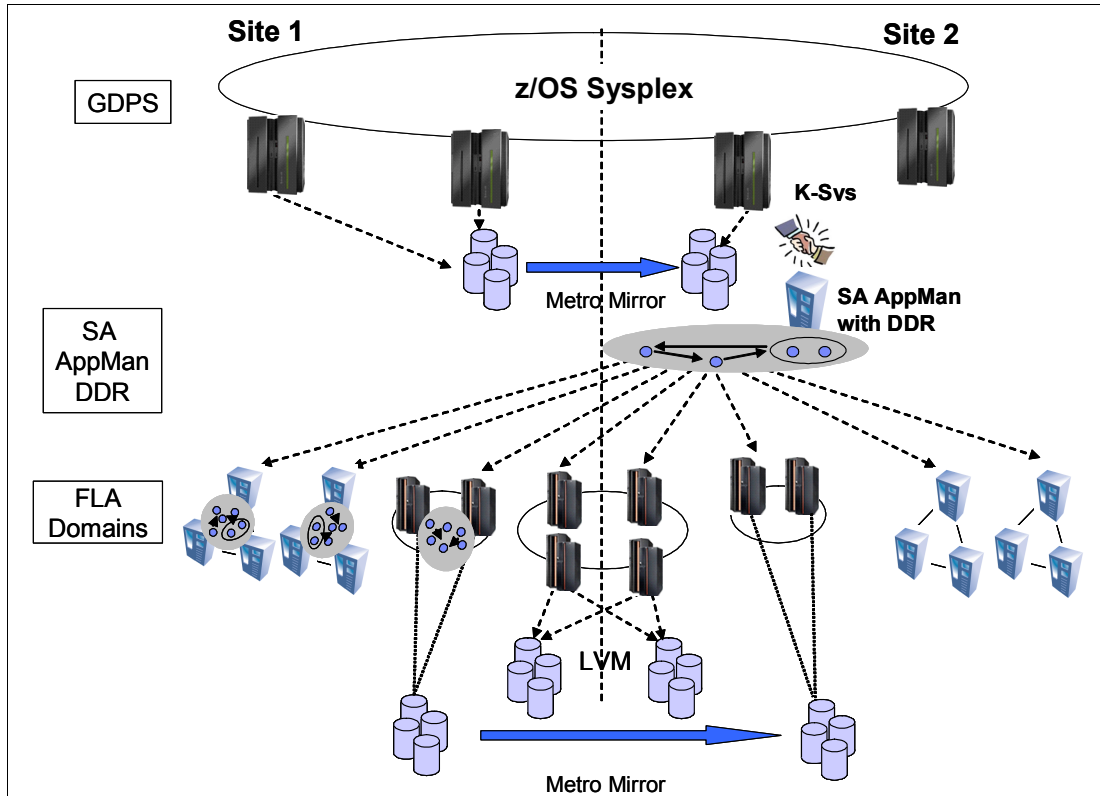 Site 1
Site 2
z/OS Sysplex
GDPS
K-Sys
Metro Mirror
SA AppMan
with DDR
SA
AppMan
DDR
FLA
Domains
LVM
Metro Mirror